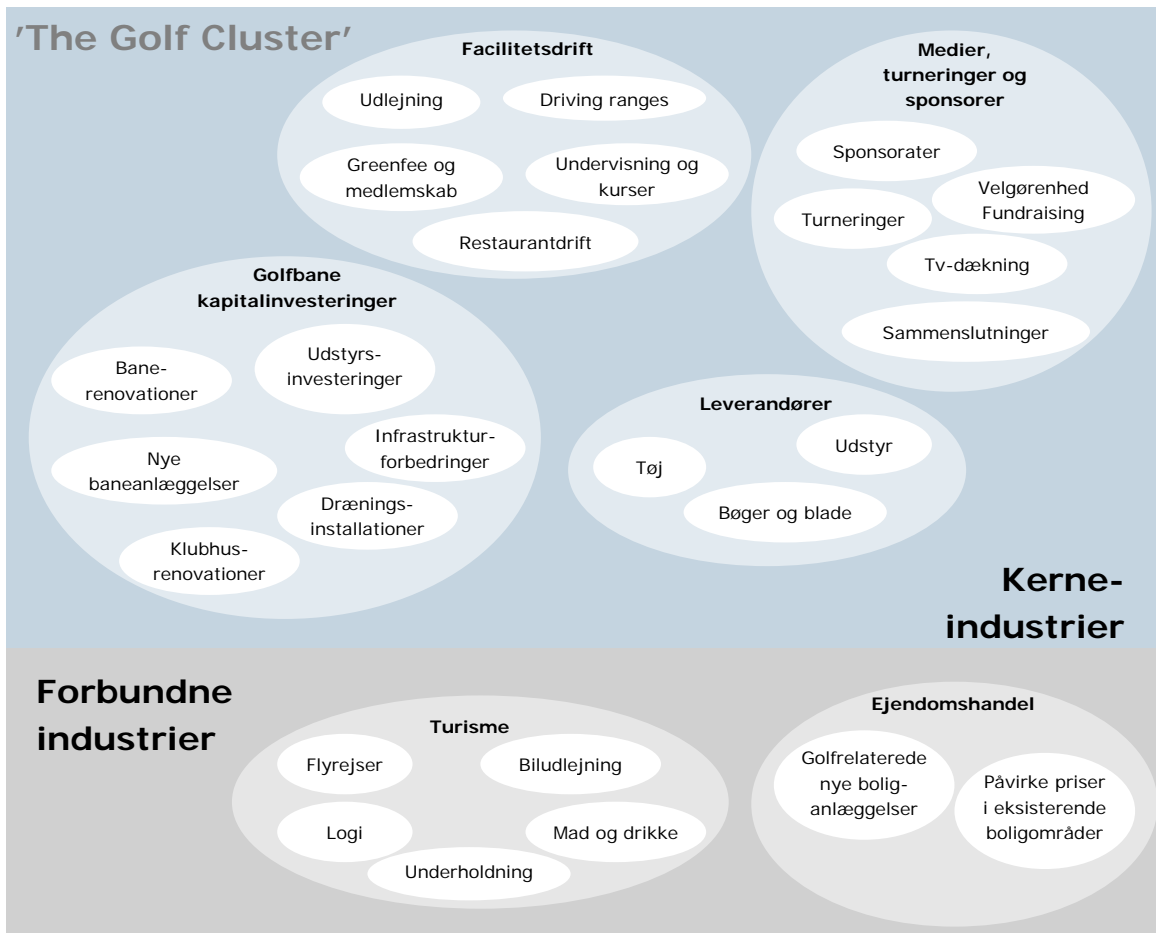 'The Golf Cluster'
Facilitetsdrift
Udlejning
Driving ranges
Greenfee og
medlemskab
Undervisning og
kurser
Restaurantdrift
Medier,
turneringer og
sponsorer
Sponsorater
Velgørenhed
Fundraising
Turneringer
Tv-dækning
Sammenslutninger
Golfbane
kapitalinvesteringer
Bane-
renovationer
Udstyrs-
investeringer
Infrastruktur-
forbedringer
Nye
baneanlæggelser
Drænings-
installationer
Klubhus-
renovationer
Leverandører
Udstyr
Tøj
Bøger og blade
Kerne-
industrier
Forbundne
industrier
Turisme
Flyrejser
Biludlejning
Logi
Mad og drikke
Underholdning
Ejendomshandel
Golfrelaterede
nye bolig-
anlæggelser
Påvirke priser
i eksisterende
boligområder